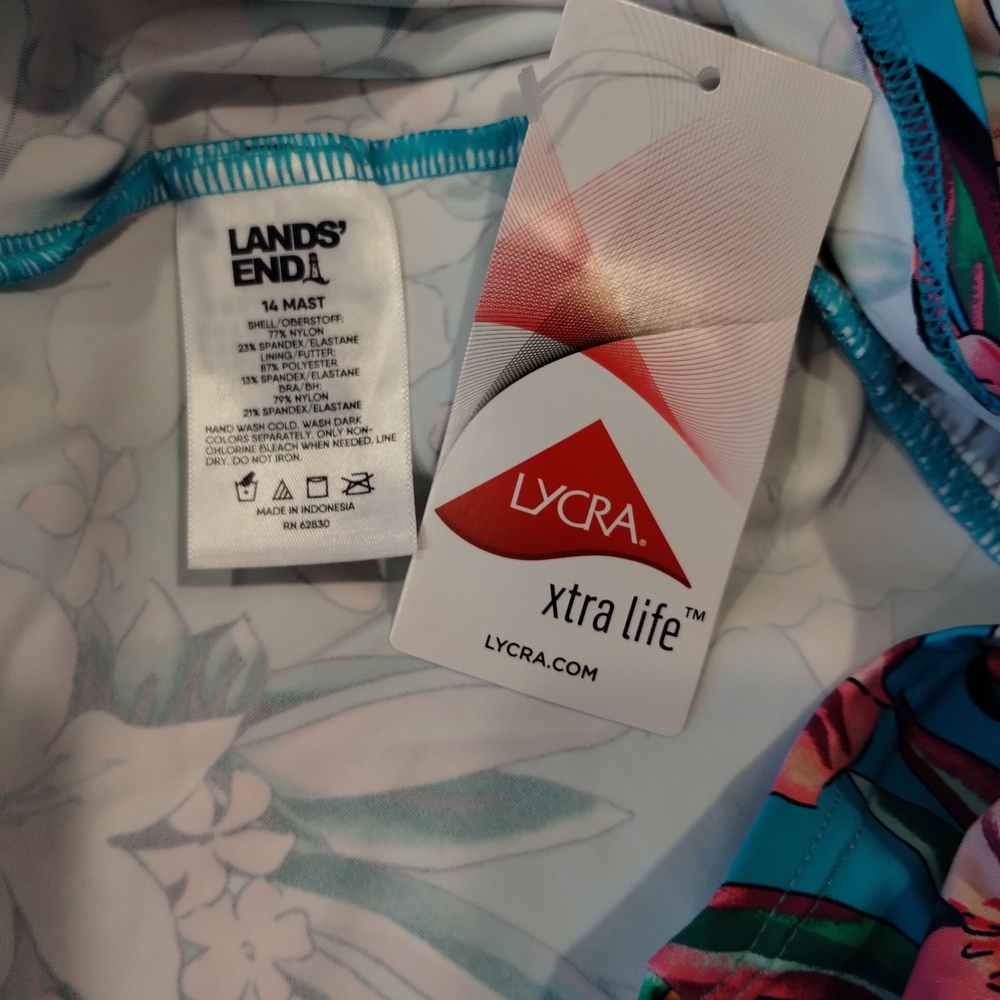 LANDS'
END
14 MAST
SHELL/OBERSTOFF:
77% NYLON
23% SPANDEX/ELASTANE
LINING/FUTTER:
87% POLYESTER
13% SPANDEX/ELASTANE
BRA/BH:
79% NYLON
21% SPANDEX/ELASTANE
HAND WASH COLD. WASH DARK
COLORS SEPARATELY. ONLY NON-
CHLORINE BLEACH WHEN NEEDED. LINE
DRY. DO NOT IRON.
MADE IN INDONESIA
RN 62830
LYCRA®
xtra life™
LYCRA.COM